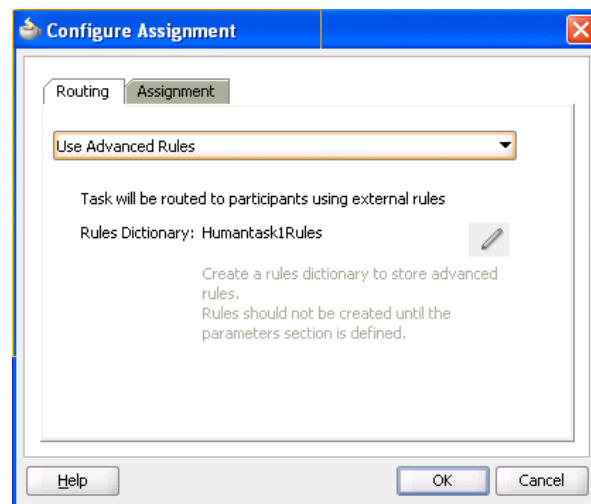 Configure Assignment
Routing
Assignment
Use Advanced Rules
Task will be routed to participants using external rules
Rules Dictionary: Humantask1Rules
Create a rules dictionary to store advanced
rules.
Rules should not be created until the
parameters section is defined.
Help
OK
Cancel